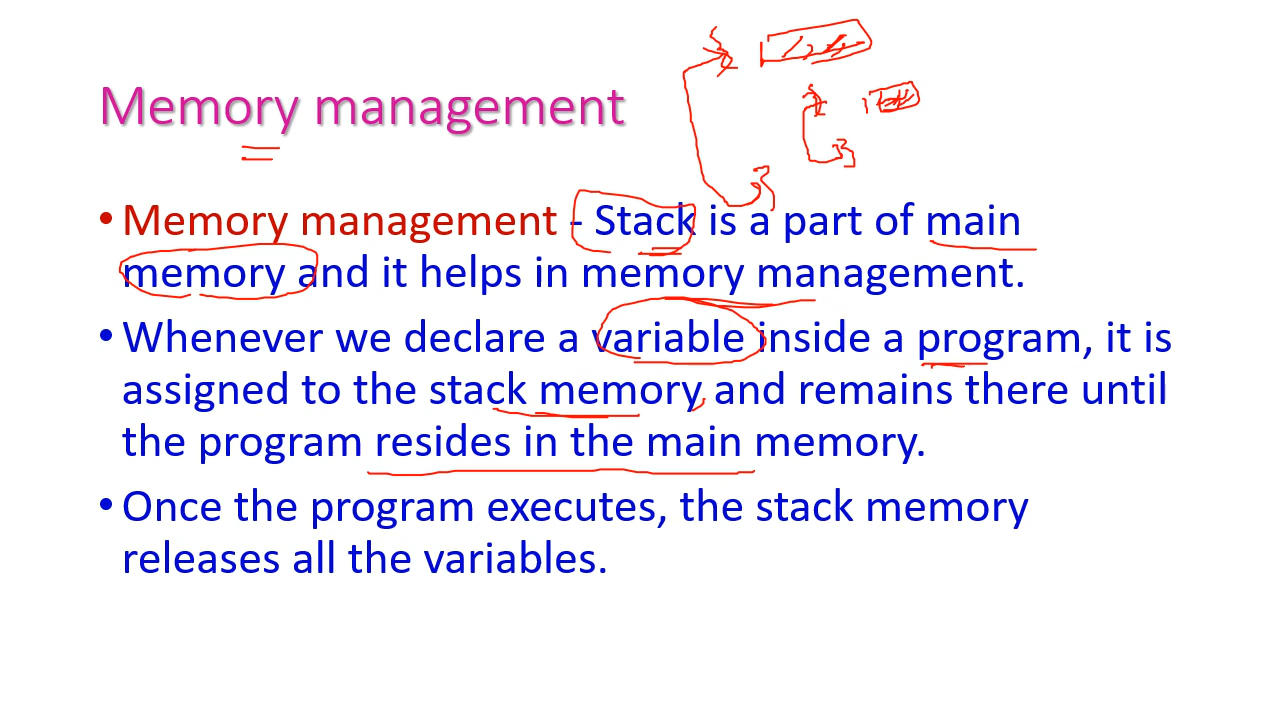 Memory management
• Memory management - Stack is a part of main
memory and it helps in memory management.
• Whenever we declare a variable inside a program, it is
assigned to the stack memory and remains there until
the program resides in the main memory.
• Once the program executes, the stack memory
releases all the variables.